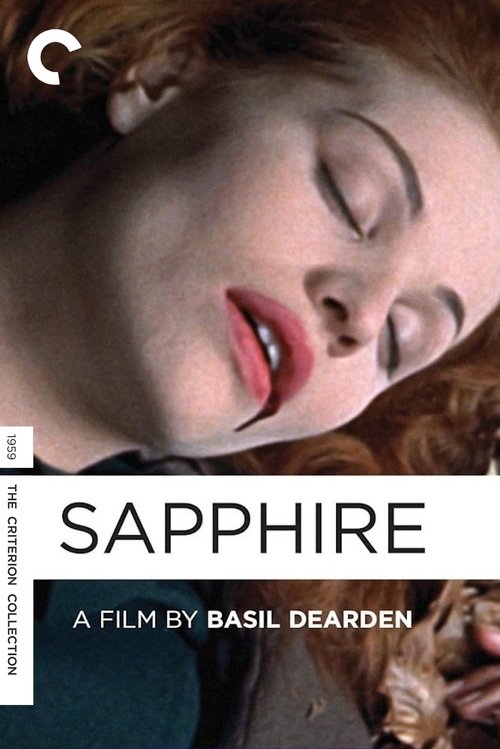 1959
THE CRITERION COLLECTION
SAPPHIRE
A FILM BY BASIL DEARDEN